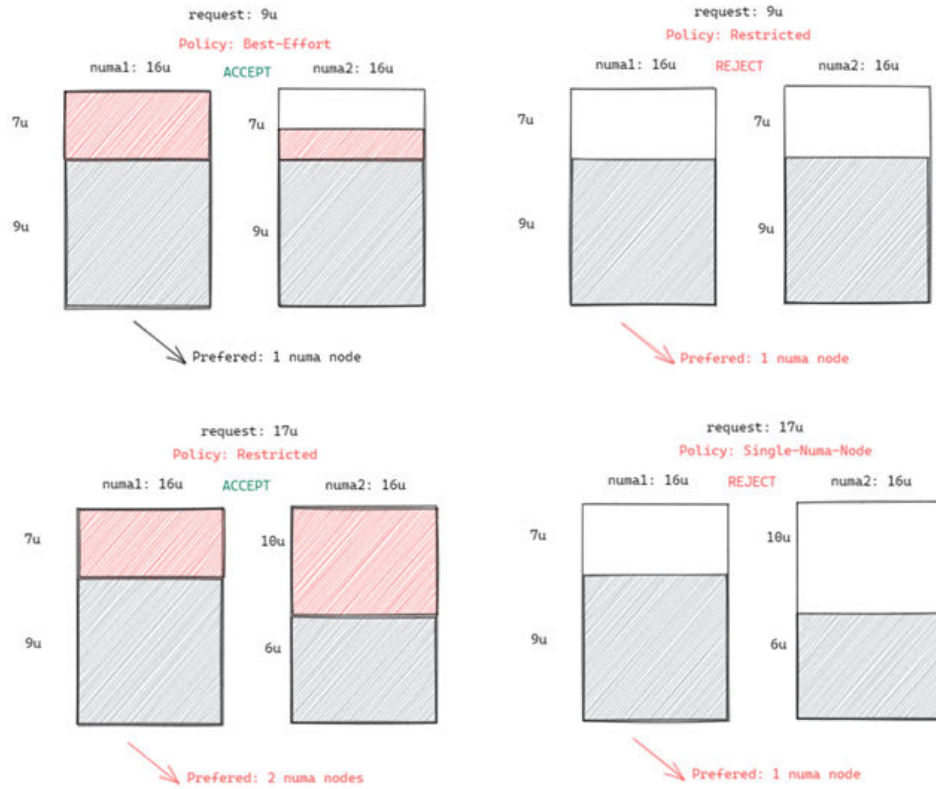 request: 9u
Policy: Best-Effort
numa1: 16u
ACCEPT
numa2: 16u
7u
7u
9u
9u
Prefered: 1 numa node
request: 9u
Policy: Restricted
numa1: 16u
REJECT
numa2: 16u
7u
7u
9u
9u
Prefered: 1 numa node
request: 17u
Policy: Restricted
numa1: 16u
ACCEPT
numa2: 16u
7u
10u
9u
6u
Prefered: 2 numa nodes
request: 17u
Policy: Single-Numa-Node
numa1: 16u
REJECT
numa2: 16u
7u
10u
9u
6u
Prefered: 1 numa node